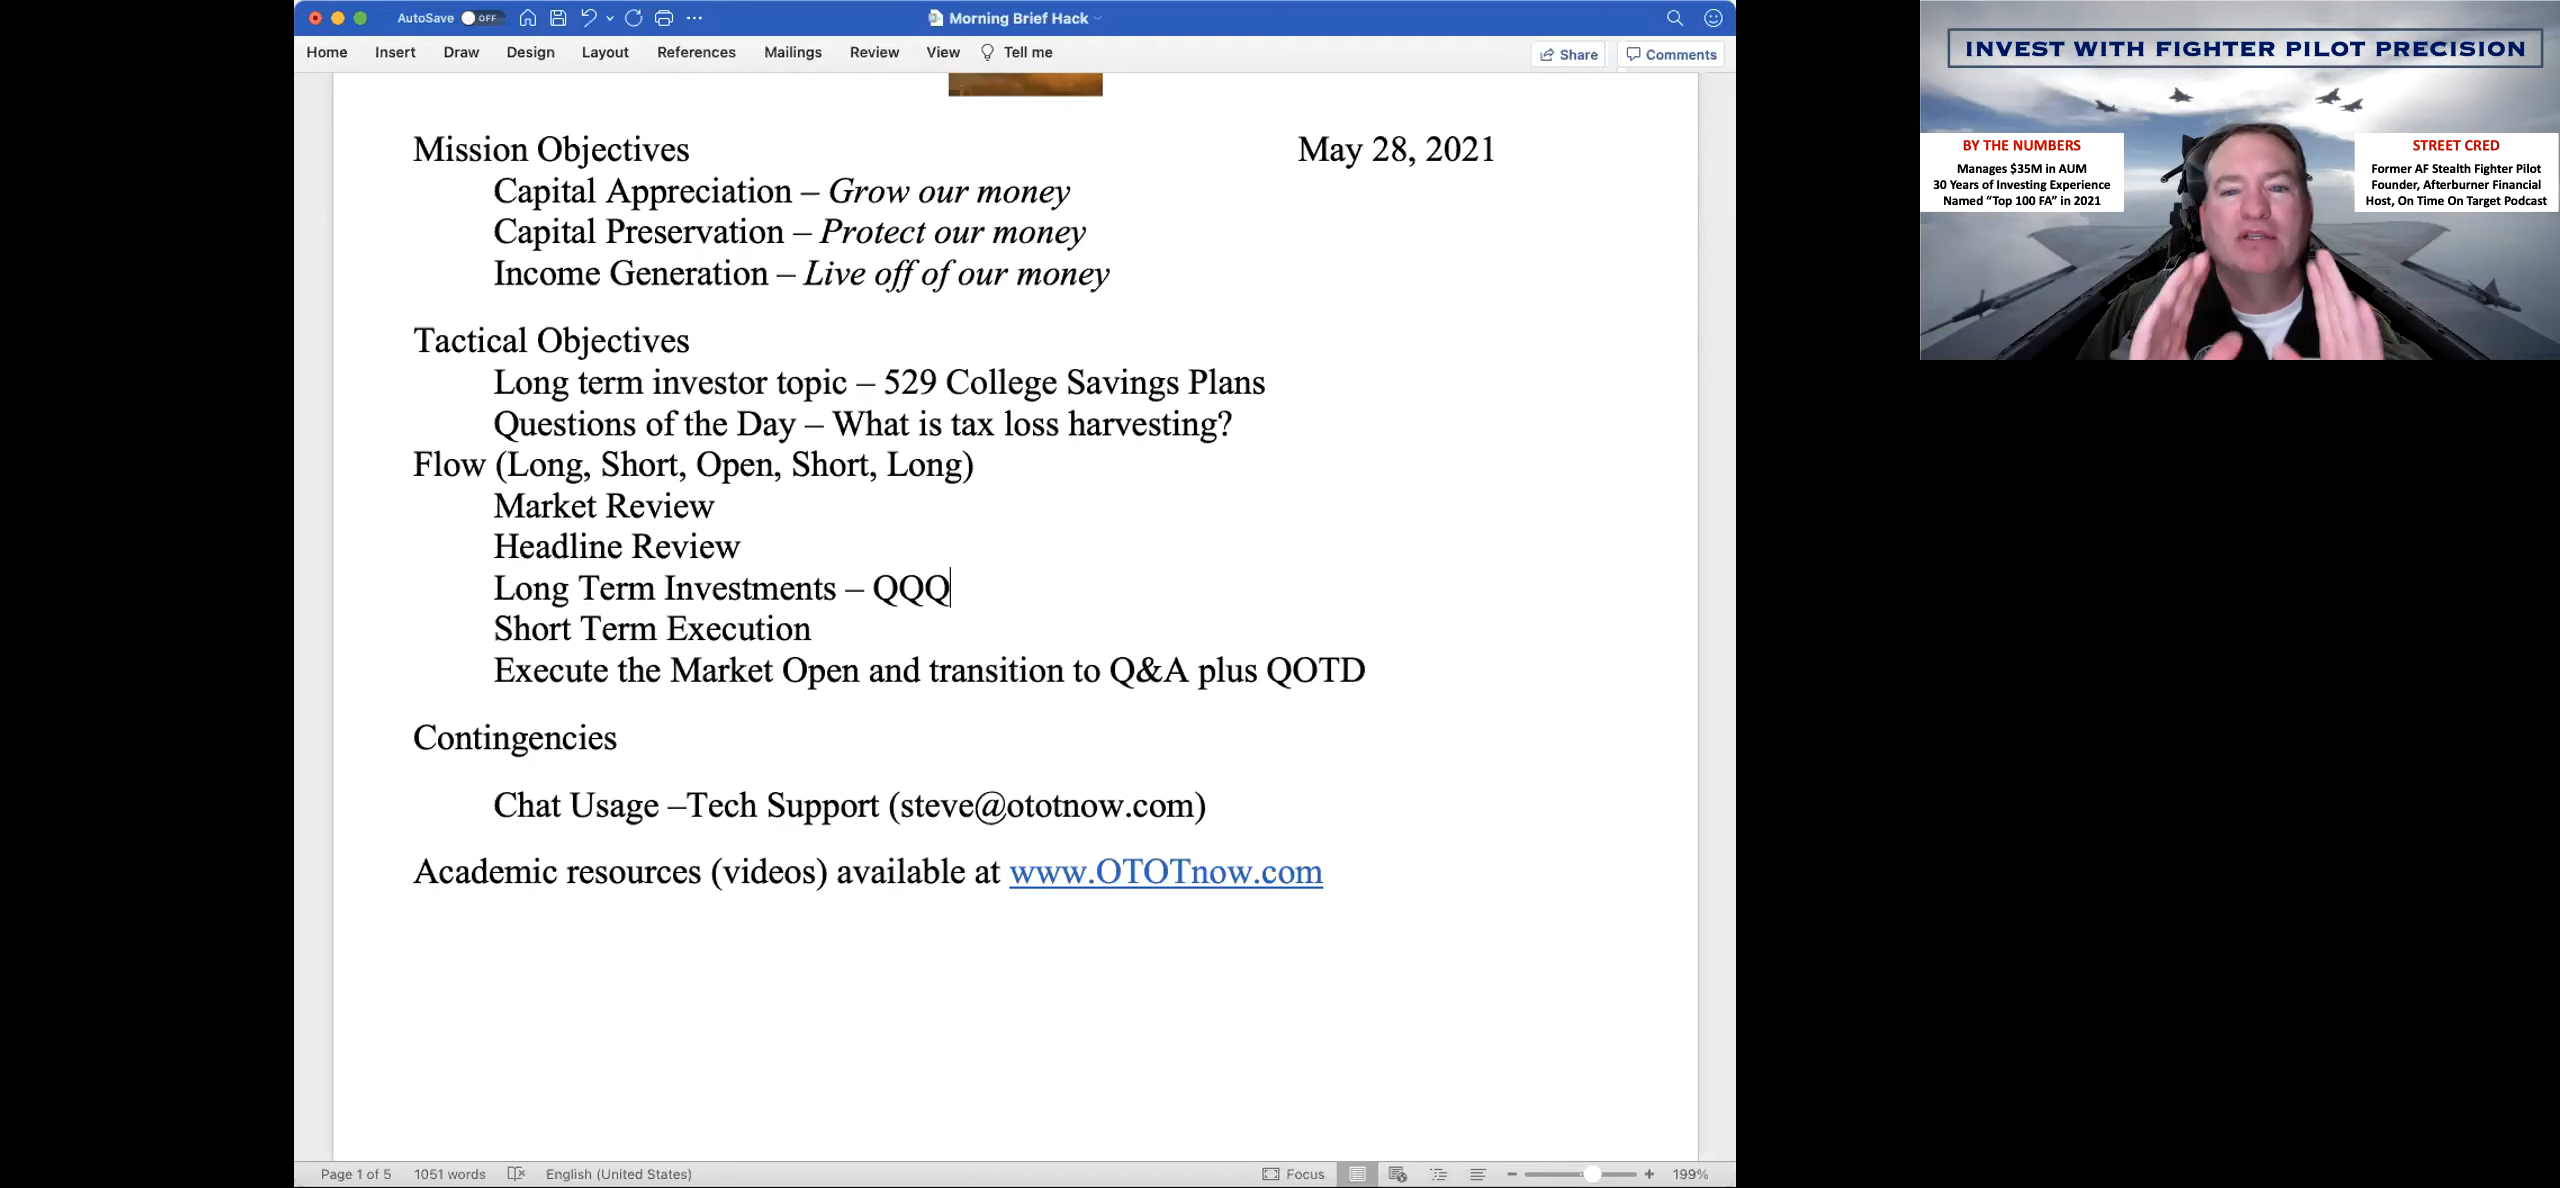 AutoSave OFF
Morning Brief Hack
Home Insert Draw Design Layout References Mailings Review View Tell me
Share Comments
Mission Objectives May 28, 2021
Capital Appreciation – Grow our money
Capital Preservation – Protect our money
Income Generation – Live off of our money
Tactical Objectives
Long term investor topic – 529 College Savings Plans
Questions of the Day – What is tax loss harvesting?
Flow (Long, Short, Open, Short, Long)
Market Review
Headline Review
Long Term Investments – QQQ
Short Term Execution
Execute the Market Open and transition to Q&A plus QOTD
Contingencies
Chat Usage –Tech Support (steve@ototnow.com)
Academic resources (videos) available at www.OTOTnow.com
Page 1 of 5 1051 words English (United States) Focus 199%
INVEST WITH FIGHTER PILOT PRECISION
BY THE NUMBERS
Manages $35M in AUM
30 Years of Investing Experience
Named “Top 100 FA” in 2021
STREET CRED
Former AF Stealth Fighter Pilot
Founder, Afterburner Financial
Host, On Time On Target Podcast